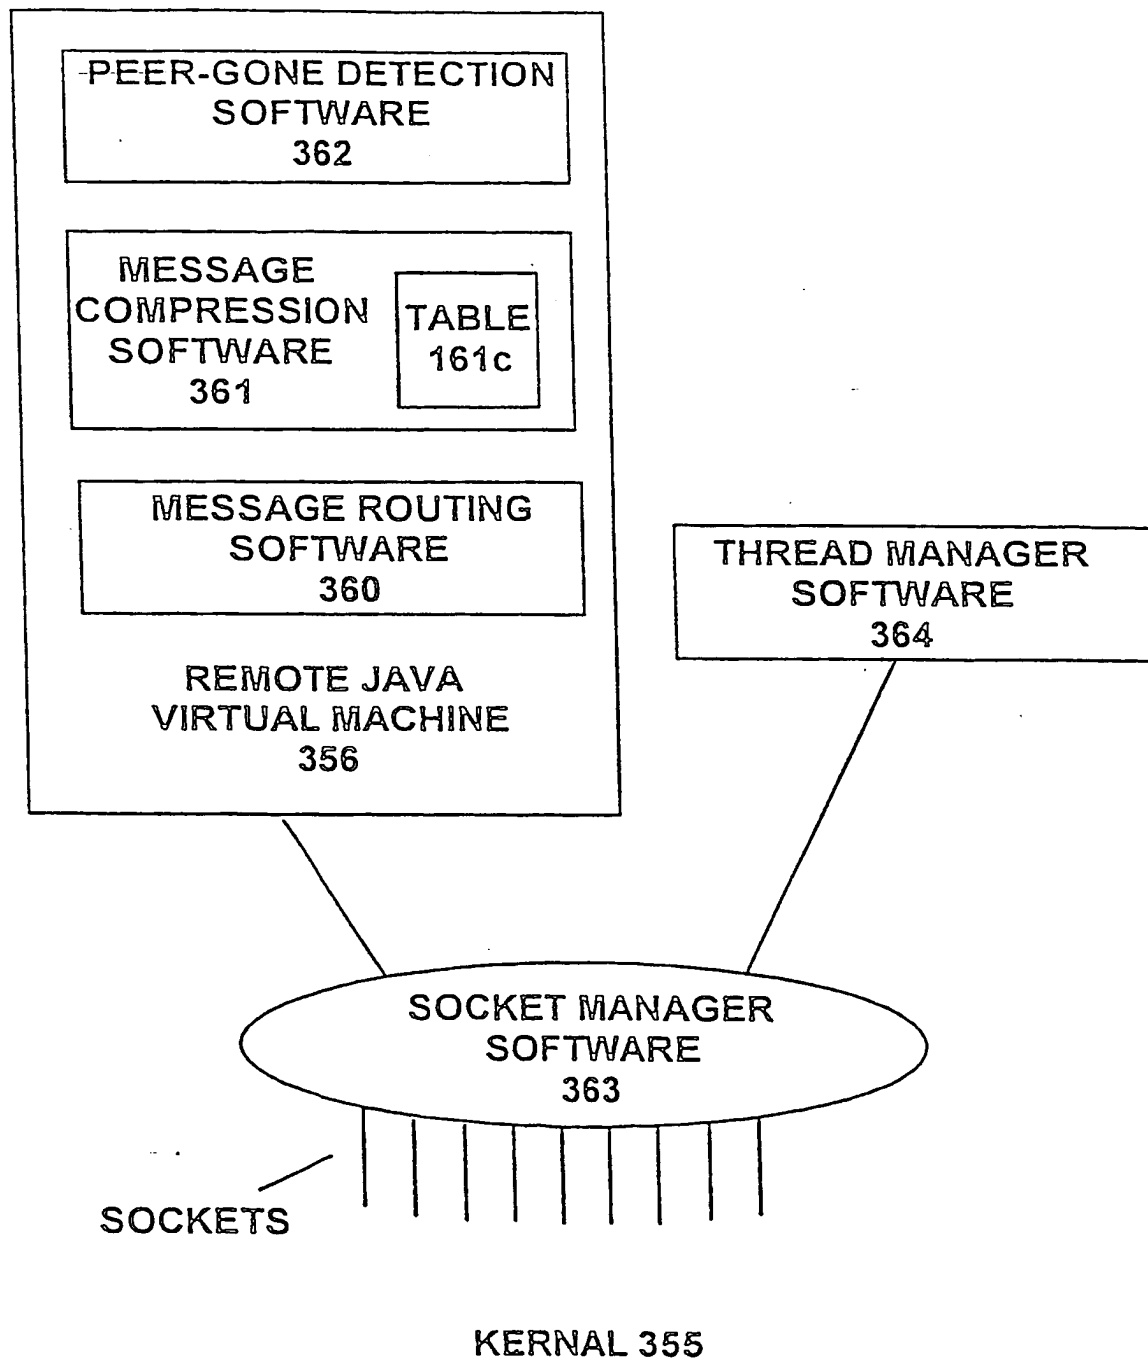 PEER-GONE DETECTION
SOFTWARE
362
MESSAGE
COMPRESSION
SOFTWARE
361
TABLE
161c
MESSAGE ROUTING
SOFTWARE
360
REMOTE JAVA
VIRTUAL MACHINE
356
THREAD MANAGER
SOFTWARE
364
SOCKET MANAGER
SOFTWARE
363
SOCKETS
KERNAL 355